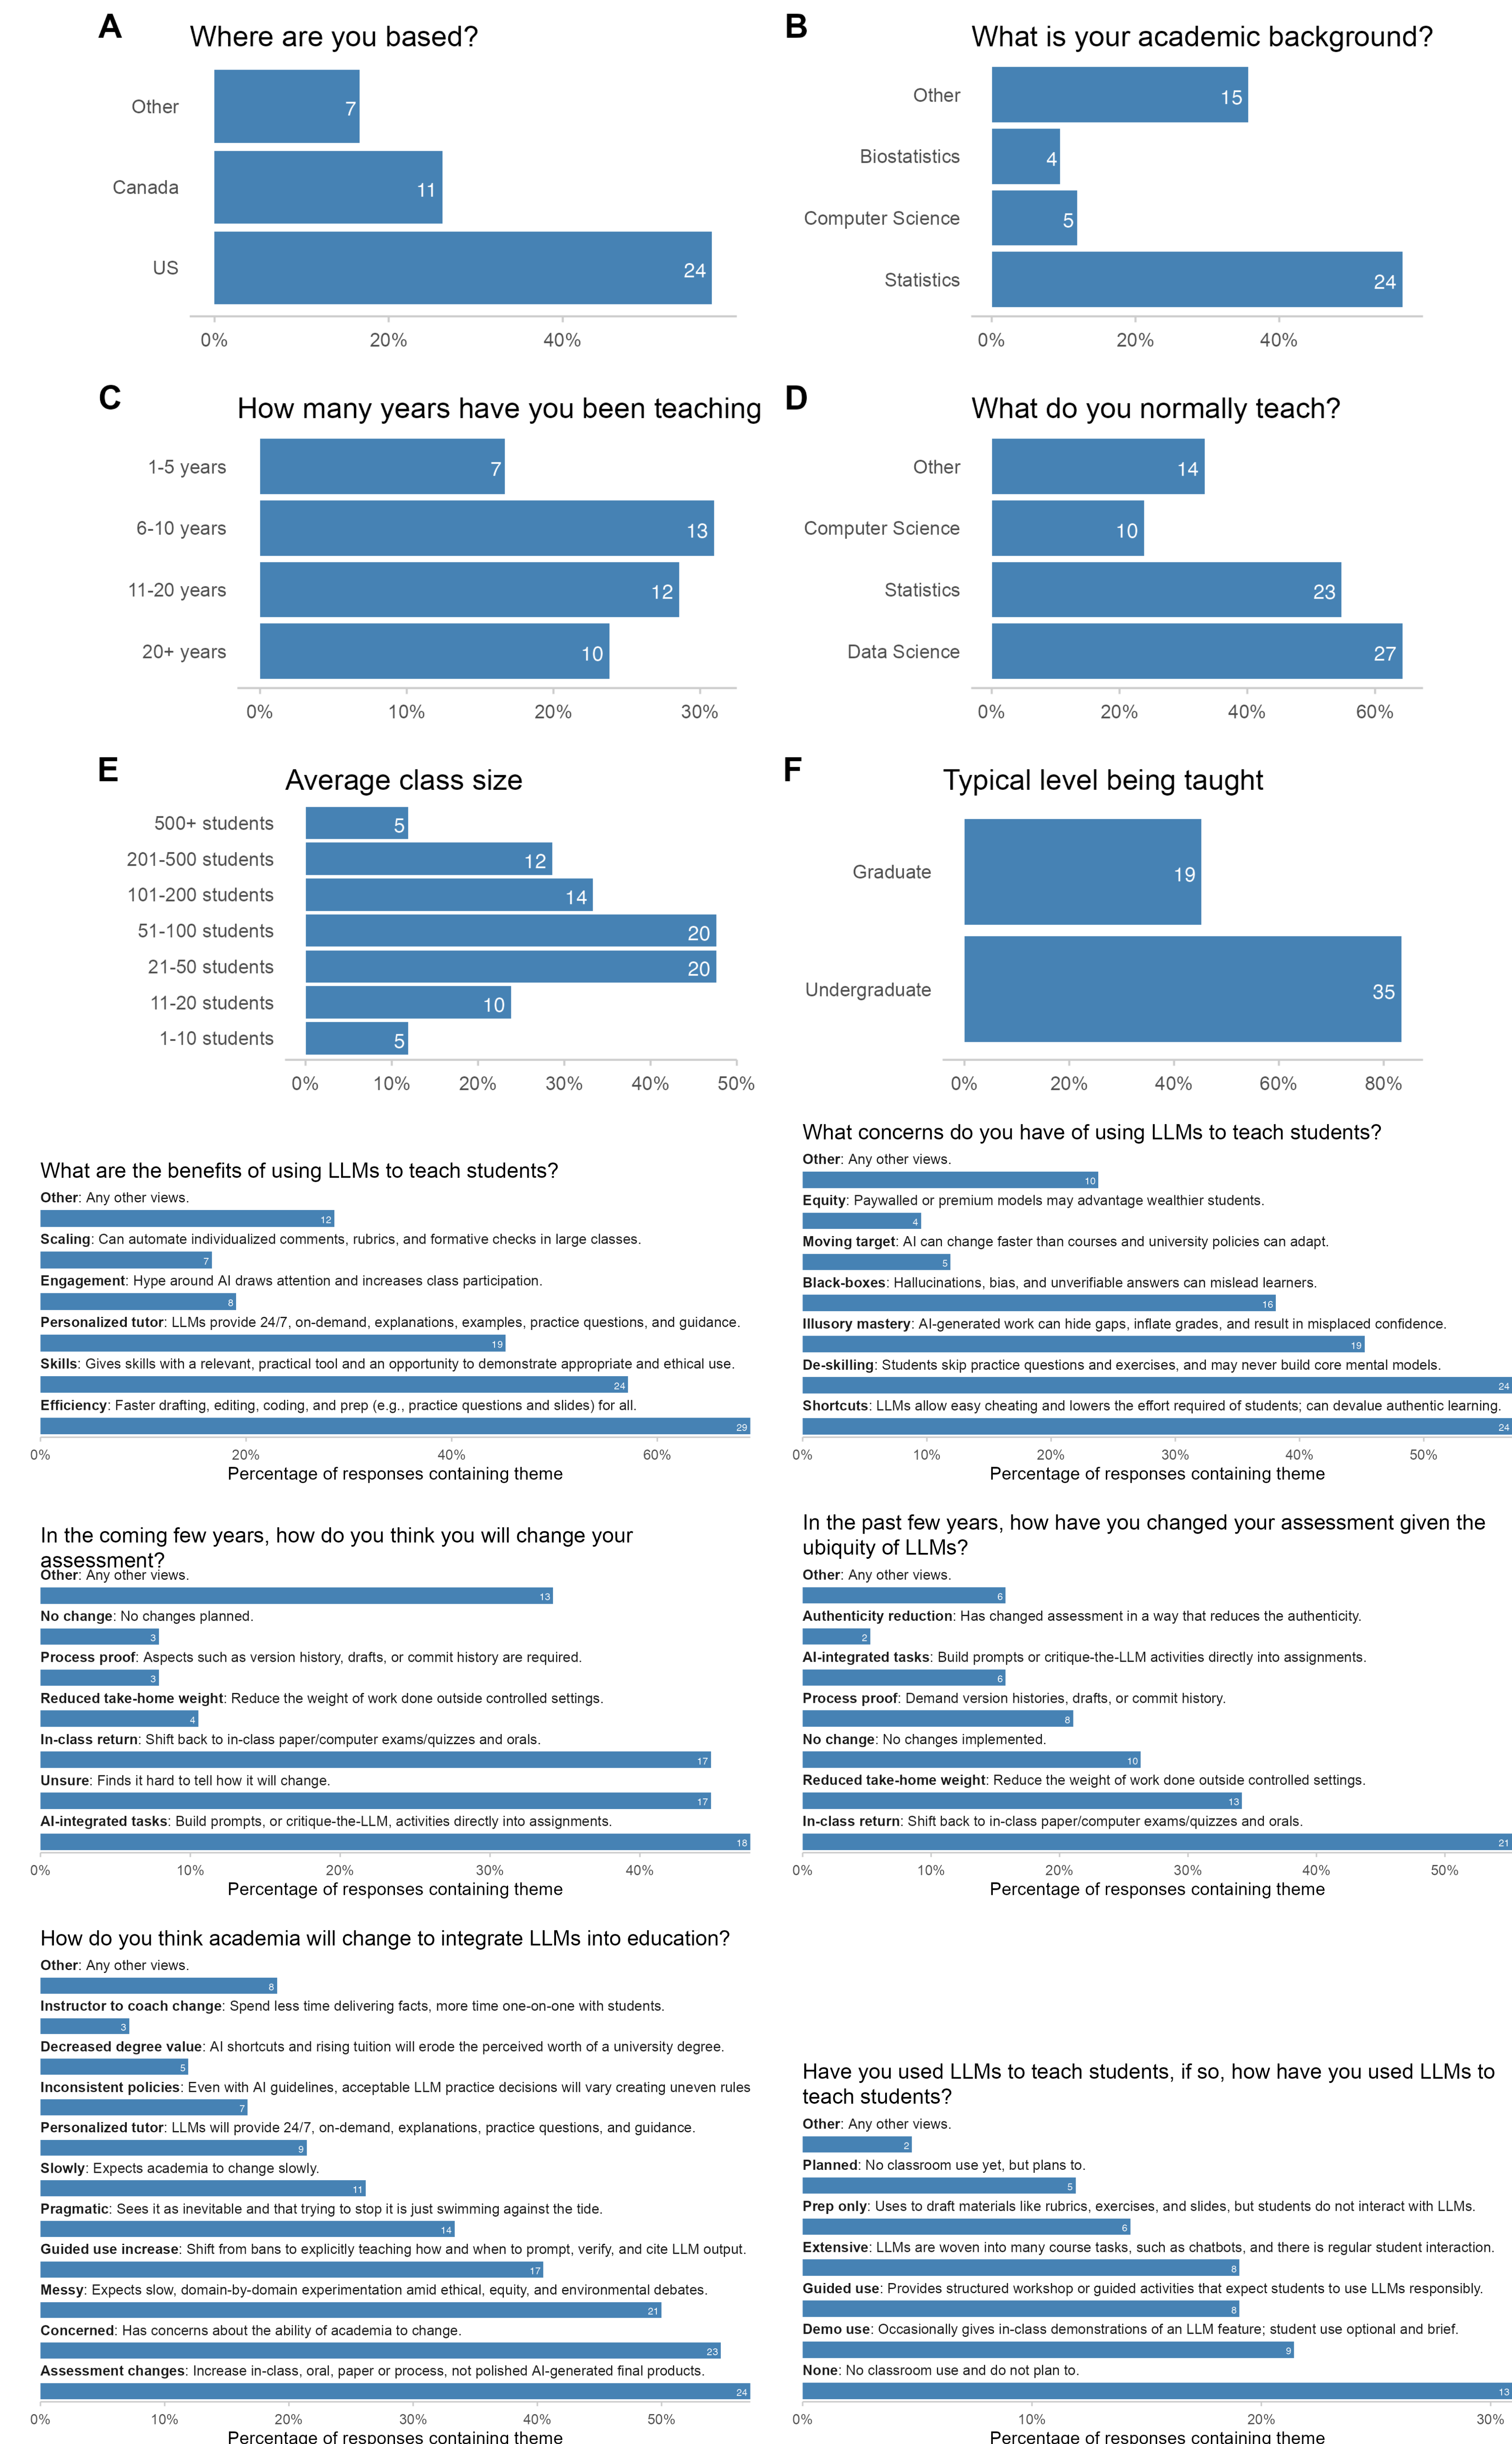 A
Where are you based?
Other
7
Canada
11
US
24
0% 20% 40%
B
What is your academic background?
Other
15
Biostatistics
4
Computer Science
5
Statistics
24
0% 20% 40%
C
How many years have you been teaching
1-5 years
7
6-10 years
13
11-20 years
12
20+ years
10
0% 10% 20% 30%
D
What do you normally teach?
Other
14
Computer Science
10
Statistics
23
Data Science
27
0% 20% 40% 60%
E
Average class size
500+ students
5
201-500 students
12
101-200 students
14
51-100 students
20
21-50 students
20
11-20 students
10
1-10 students
5
0% 10% 20% 30% 40% 50%
F
Typical level being taught
Graduate
19
Undergraduate
35
0% 20% 40% 60% 80%
What are the benefits of using LLMs to teach students?
Other: Any other views.
12
Scaling: Can automate individualized comments, rubrics, and formative checks in large classes.
7
Engagement: Hype around AI draws attention and increases class participation.
8
Personalized tutor: LLMs provide 24/7, on-demand, explanations, examples, practice questions, and guidance.
19
Skills: Gives skills with a relevant, practical tool and an opportunity to demonstrate appropriate and ethical use.
24
Efficiency: Faster drafting, editing, coding, and prep (e.g., practice questions and slides) for all.
29
0% 20% 40% 60%
Percentage of responses containing theme
What concerns do you have of using LLMs to teach students?
Other: Any other views.
10
Equity: Paywalled or premium models may advantage wealthier students.
4
Moving target: AI can change faster than courses and university policies can adapt.
5
Black-boxes: Hallucinations, bias, and unverifiable answers can mislead learners.
16
Illusory mastery: AI-generated work can hide gaps, inflate grades, and result in misplaced confidence.
19
De-skilling: Students skip practice questions and exercises, and may never build core mental models.
24
Shortcuts: LLMs allow easy cheating and lowers the effort required of students; can devalue authentic learning.
24
0% 10% 20% 30% 40% 50%
Percentage of responses containing theme
In the coming few years, how do you think you will change your
assessment?
Other: Any other views.
13
No change: No changes planned.
3
Process proof: Aspects such as version history, drafts, or commit history are required.
3
Reduced take-home weight: Reduce the weight of work done outside controlled settings.
4
In-class return: Shift back to in-class paper/computer exams/quizzes and orals.
17
Unsure: Finds it hard to tell how it will change.
17
AI-integrated tasks: Build prompts, or critique-the-LLM, activities directly into assignments.
18
0% 10% 20% 30% 40%
Percentage of responses containing theme
In the past few years, how have you changed your assessment given the
ubiquity of LLMs?
Other: Any other views.
6
Authenticity reduction: Has changed assessment in a way that reduces the authenticity.
2
AI-integrated tasks: Build prompts or critique-the-LLM activities directly into assignments.
6
Process proof: Demand version histories, drafts, or commit history.
8
No change: No changes implemented.
10
Reduced take-home weight: Reduce the weight of work done outside controlled settings.
13
In-class return: Shift back to in-class paper/computer exams/quizzes and orals.
21
0% 10% 20% 30% 40% 50%
Percentage of responses containing theme
How do you think academia will change to integrate LLMs into education?
Other: Any other views.
8
Instructor to coach change: Spend less time delivering facts, more time one-on-one with students.
3
Decreased degree value: AI shortcuts and rising tuition will erode the perceived worth of a university degree.
5
Inconsistent policies: Even with AI guidelines, acceptable LLM practice decisions will vary creating uneven rules
7
Personalized tutor: LLMs will provide 24/7, on-demand, explanations, practice questions, and guidance.
9
Slowly: Expects academia to change slowly.
11
Pragmatic: Sees it as inevitable and that trying to stop it is just swimming against the tide.
14
Guided use increase: Shift from bans to explicitly teaching how and when to prompt, verify, and cite LLM output.
17
Messy: Expects slow, domain-by-domain experimentation amid ethical, equity, and environmental debates.
21
Concerned: Has concerns about the ability of academia to change.
23
Assessment changes: Increase in-class, oral, paper or process, not polished AI-generated final products.
24
0% 10% 20% 30% 40% 50%
Percentage of responses containing theme
Have you used LLMs to teach students, if so, how have you used LLMs to
teach students?
Other: Any other views.
2
Planned: No classroom use yet, but plans to.
5
Prep only: Uses to draft materials like rubrics, exercises, and slides, but students do not interact with LLMs.
6
Extensive: LLMs are woven into many course tasks, such as chatbots, and there is regular student interaction.
8
Guided use: Provides structured workshop or guided activities that expect students to use LLMs responsibly.
8
Demo use: Occasionally gives in-class demonstrations of an LLM feature; student use optional and brief.
9
None: No classroom use and do not plan to.
13
0% 10% 20% 30%
Percentage of responses containing theme